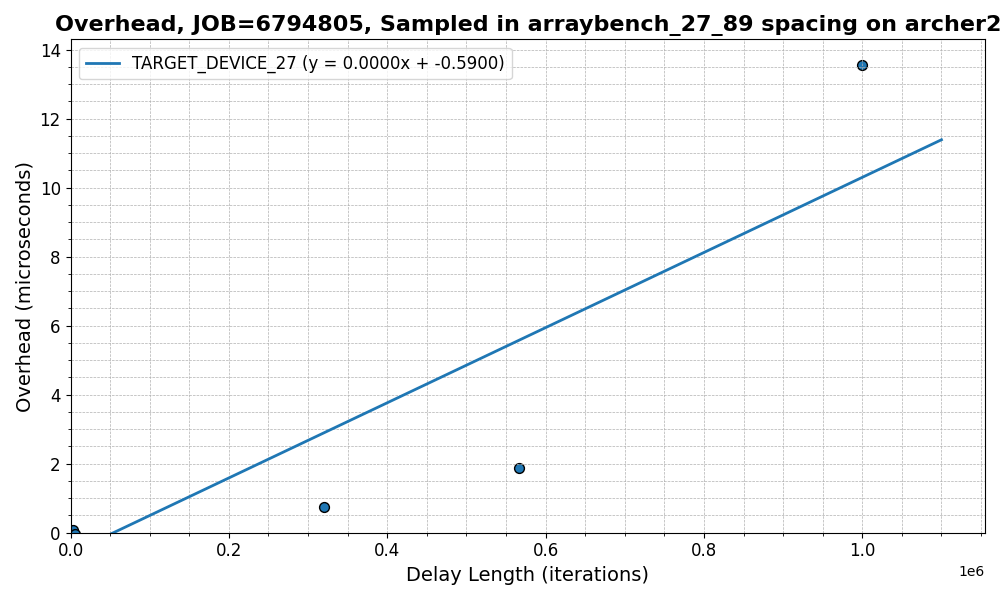 Overhead, JOB=6794805, Sampled in arraybench_27_89 spacing on archer2
TARGET_DEVICE_27 (y = 0.0000x + -0.5900)
14
12
10
8
6
4
2
0
Overhead (microseconds)
0.0 0.2 0.4 0.6 0.8 1.0
1e6
Delay Length (iterations)